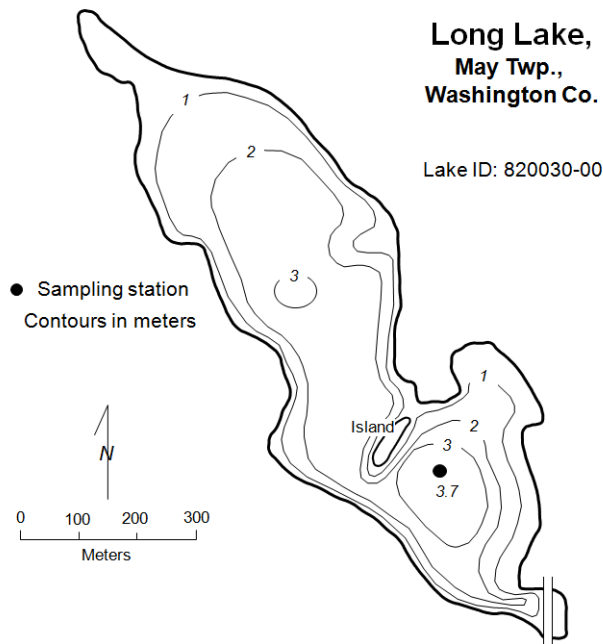 Long Lake,
May Twp.,
Washington Co.
Lake ID: 820030-00
1
2
3
Sampling station
Contours in meters
1
Island
2
3
3.7
N
0 100 200 300
Meters